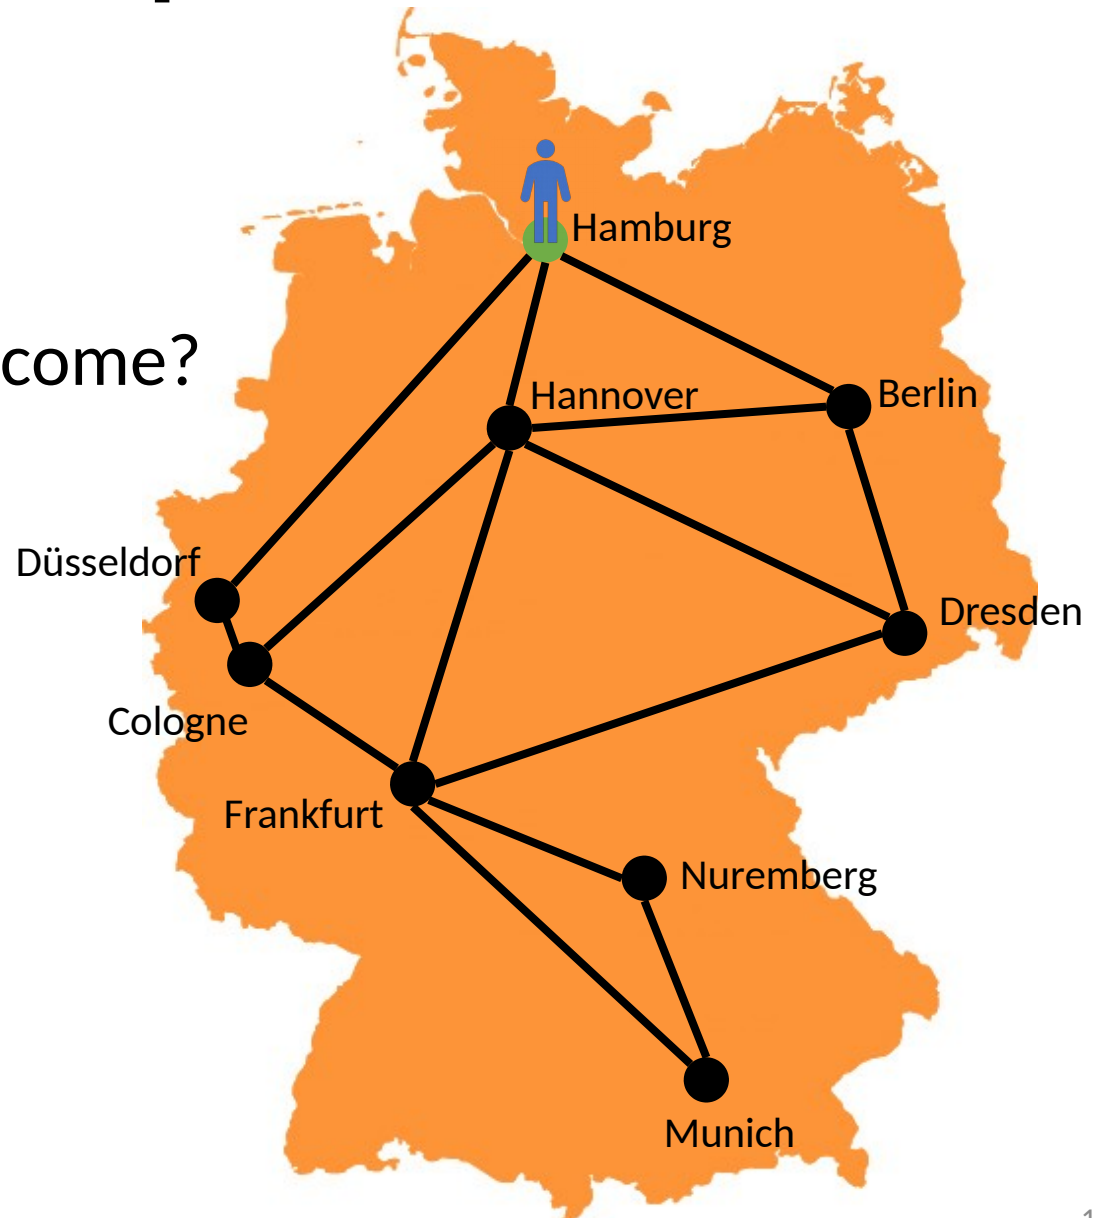 Hamburg
come?
Hannover
Berlin
Düsseldorf
Dresden
Cologne
Frankfurt
Nuremberg
Munich